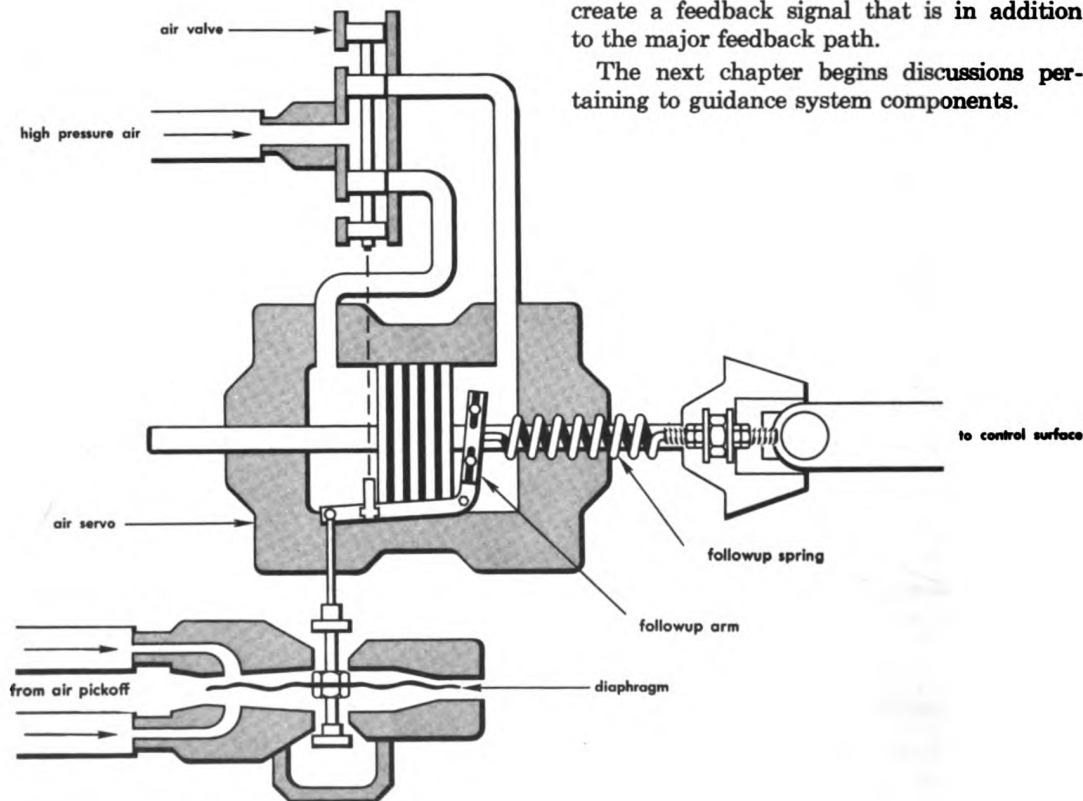 create a feedback signal that is in addition
to the major feedback path.
The next chapter begins discussions per-
taining to guidance system components.
air valve
high pressure air
to control surface
air servo
followup spring
followup arm
from air pickoff
diaphragm